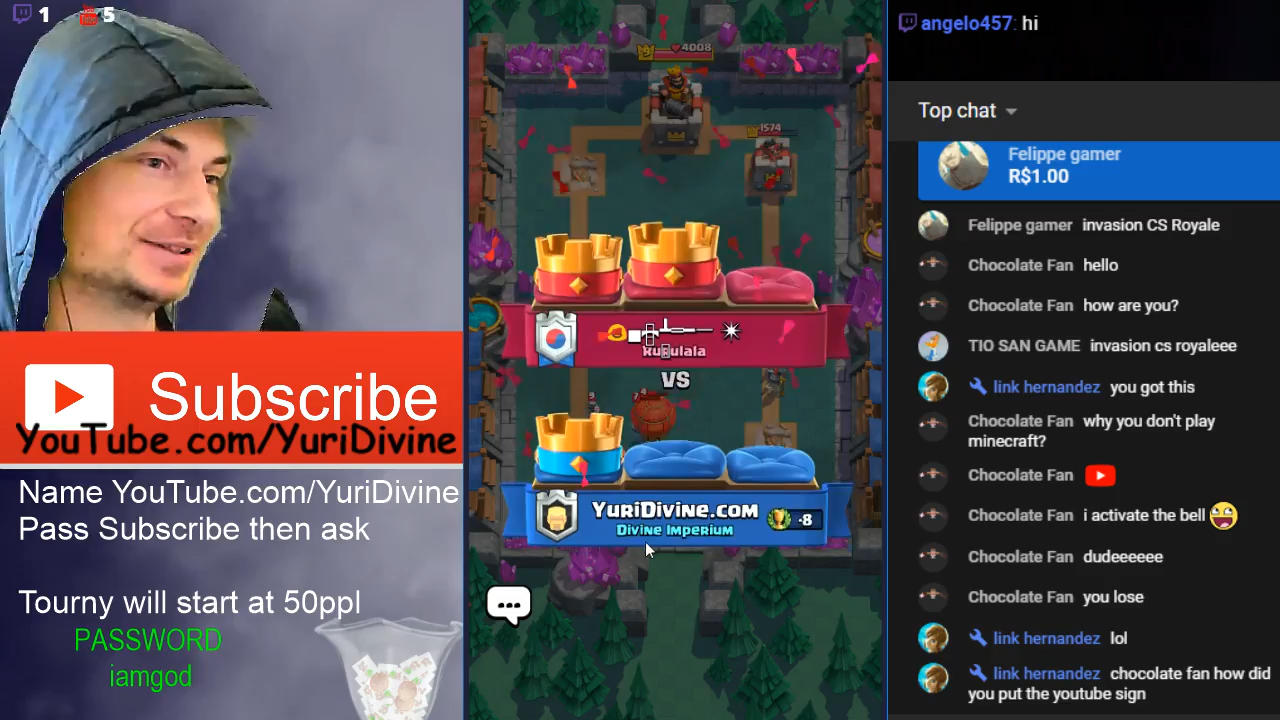 1
5
Subscribe
YouTube.com/YuriDivine
Name YouTube.com/YuriDivine
Pass Subscribe then ask
Tourny will start at 50ppl
PASSWORD
iamgod
4008
1574
VS
YuriDivine.com
Divine Imperium
-8
angelo457: hi
Top chat
Felippe gamer
R$1.00
Felippe gamer invasion CS Royale
Chocolate Fan hello
Chocolate Fan how are you?
TIO SAN GAME invasion cs royaleee
link hernandez you got this
Chocolate Fan why you don't play
minecraft?
Chocolate Fan
Chocolate Fan i activate the bell
Chocolate Fan dudeeeeee
Chocolate Fan you lose
link hernandez lol
link hernandez chocolate fan how did
you put the youtube sign